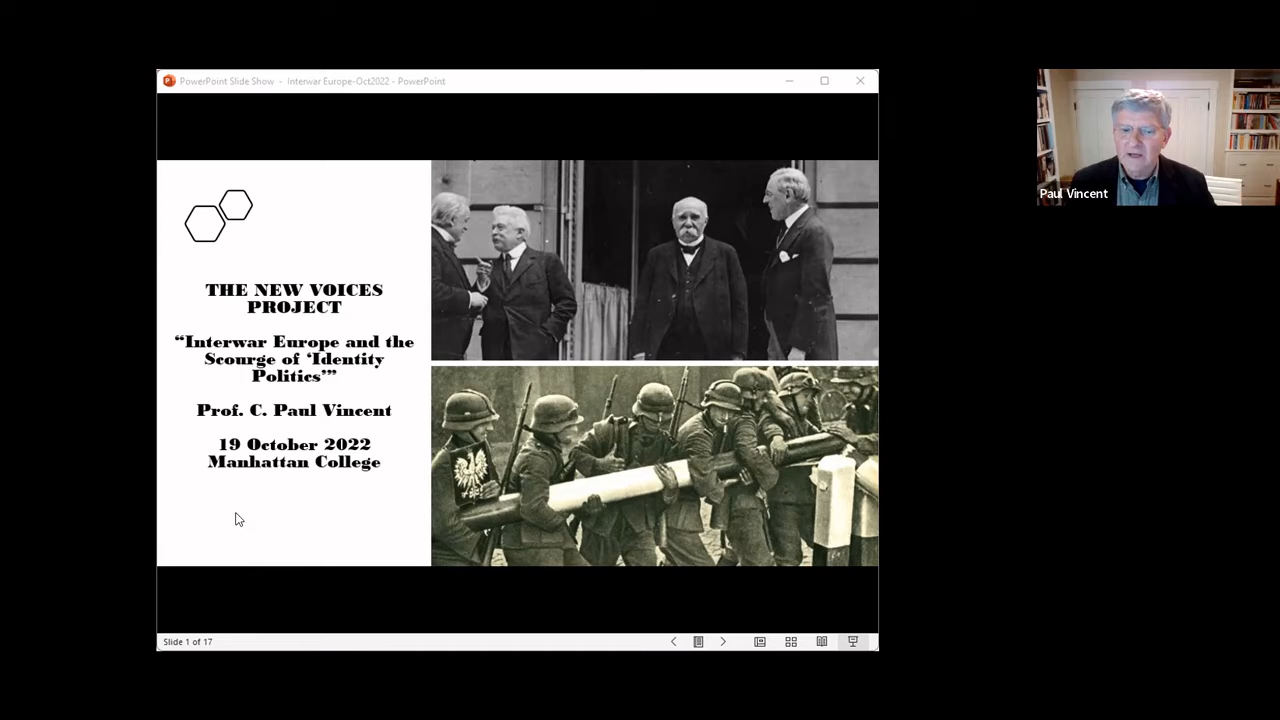 PowerPoint Slide Show - Interwar Europe-Oct2022 - PowerPoint
THE NEW VOICES
PROJECT
“Interwar Europe and the
Scourge of ‘Identity
Politics’”
Prof. C. Paul Vincent
19 October 2022
Manhattan College
Slide 1 of 17
Paul Vincent